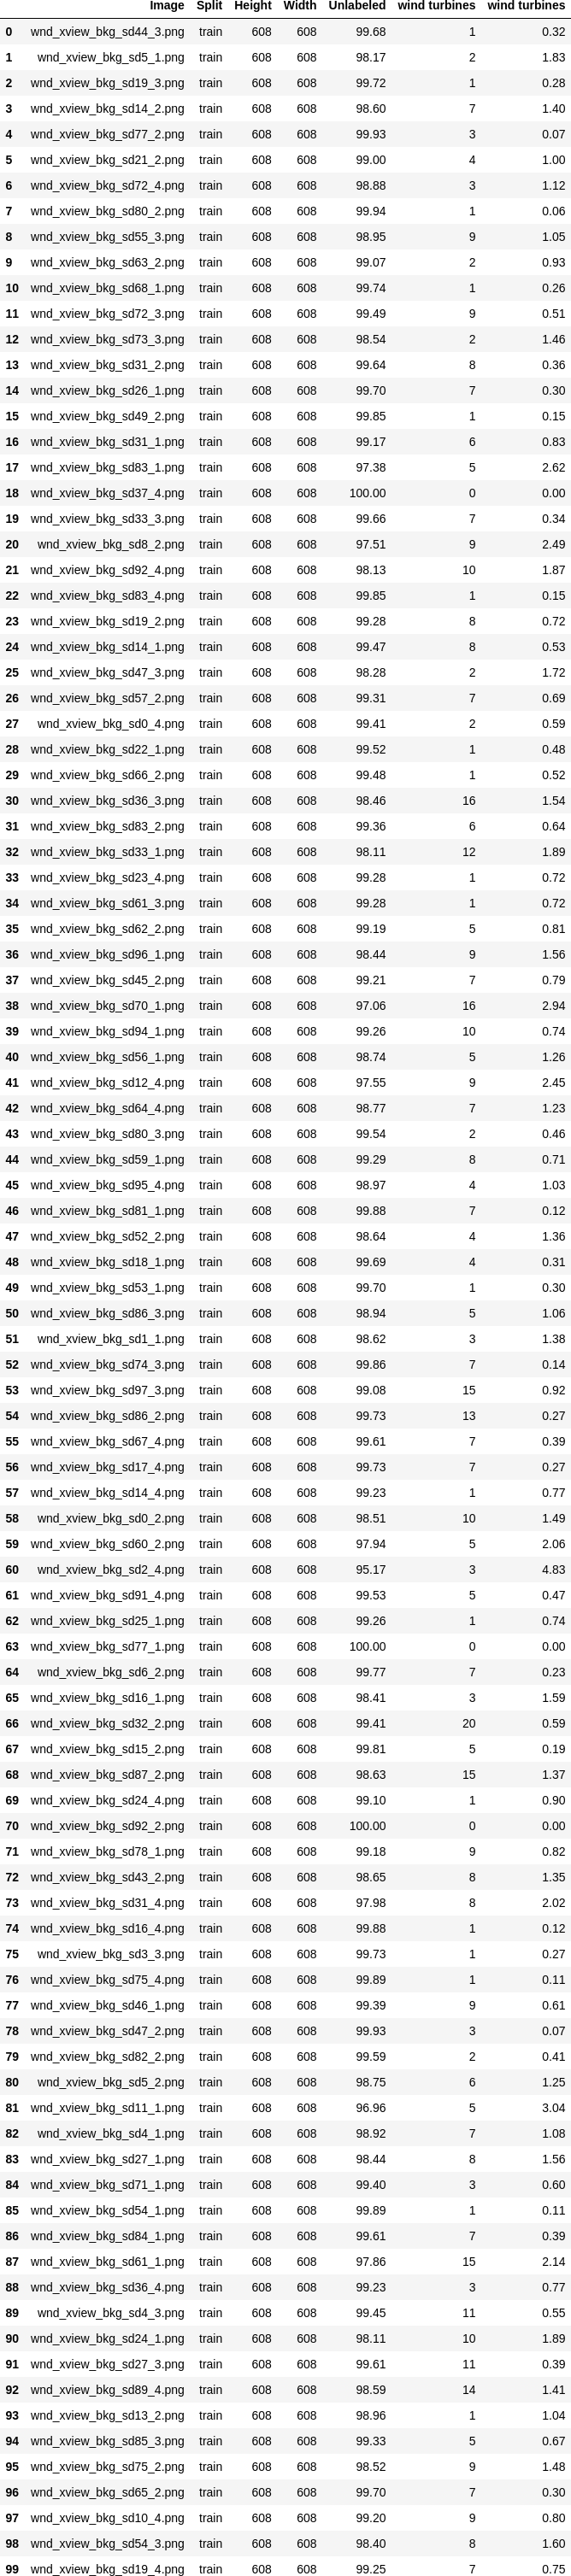 Image Split Height Width Unlabeled wind turbines wind turbines
0 wnd_xview_bkg_sd44_3.png train 608 608 99.68 1 0.32
1 wnd_xview_bkg_sd5_1.png train 608 608 98.17 2 1.83
2 wnd_xview_bkg_sd19_3.png train 608 608 99.72 1 0.28
3 wnd_xview_bkg_sd14_2.png train 608 608 98.60 7 1.40
4 wnd_xview_bkg_sd77_2.png train 608 608 99.93 3 0.07
5 wnd_xview_bkg_sd21_2.png train 608 608 99.00 4 1.00
6 wnd_xview_bkg_sd72_4.png train 608 608 98.88 3 1.12
7 wnd_xview_bkg_sd80_2.png train 608 608 99.94 1 0.06
8 wnd_xview_bkg_sd55_3.png train 608 608 98.95 9 1.05
9 wnd_xview_bkg_sd63_2.png train 608 608 99.07 2 0.93
10 wnd_xview_bkg_sd68_1.png train 608 608 99.74 1 0.26
11 wnd_xview_bkg_sd72_3.png train 608 608 99.49 9 0.51
12 wnd_xview_bkg_sd73_3.png train 608 608 98.54 2 1.46
13 wnd_xview_bkg_sd31_2.png train 608 608 99.64 8 0.36
14 wnd_xview_bkg_sd26_1.png train 608 608 99.70 7 0.30
15 wnd_xview_bkg_sd49_2.png train 608 608 99.85 1 0.15
16 wnd_xview_bkg_sd31_1.png train 608 608 99.17 6 0.83
17 wnd_xview_bkg_sd83_1.png train 608 608 97.38 5 2.62
18 wnd_xview_bkg_sd37_4.png train 608 608 100.00 0 0.00
19 wnd_xview_bkg_sd33_3.png train 608 608 99.66 7 0.34
20 wnd_xview_bkg_sd8_2.png train 608 608 97.51 9 2.49
21 wnd_xview_bkg_sd92_4.png train 608 608 98.13 10 1.87
22 wnd_xview_bkg_sd83_4.png train 608 608 99.85 1 0.15
23 wnd_xview_bkg_sd19_2.png train 608 608 99.28 8 0.72
24 wnd_xview_bkg_sd14_1.png train 608 608 99.47 8 0.53
25 wnd_xview_bkg_sd47_3.png train 608 608 98.28 2 1.72
26 wnd_xview_bkg_sd57_2.png train 608 608 99.31 7 0.69
27 wnd_xview_bkg_sd0_4.png train 608 608 99.41 2 0.59
28 wnd_xview_bkg_sd22_1.png train 608 608 99.52 1 0.48
29 wnd_xview_bkg_sd66_2.png train 608 608 99.48 1 0.52
30 wnd_xview_bkg_sd36_3.png train 608 608 98.46 16 1.54
31 wnd_xview_bkg_sd83_2.png train 608 608 99.36 6 0.64
32 wnd_xview_bkg_sd33_1.png train 608 608 98.11 12 1.89
33 wnd_xview_bkg_sd23_4.png train 608 608 99.28 1 0.72
34 wnd_xview_bkg_sd61_3.png train 608 608 99.28 1 0.72
35 wnd_xview_bkg_sd62_2.png train 608 608 99.19 5 0.81
36 wnd_xview_bkg_sd96_1.png train 608 608 98.44 9 1.56
37 wnd_xview_bkg_sd45_2.png train 608 608 99.21 7 0.79
38 wnd_xview_bkg_sd70_1.png train 608 608 97.06 16 2.94
39 wnd_xview_bkg_sd94_1.png train 608 608 99.26 10 0.74
40 wnd_xview_bkg_sd56_1.png train 608 608 98.74 5 1.26
41 wnd_xview_bkg_sd12_4.png train 608 608 97.55 9 2.45
42 wnd_xview_bkg_sd64_4.png train 608 608 98.77 7 1.23
43 wnd_xview_bkg_sd80_3.png train 608 608 99.54 2 0.46
44 wnd_xview_bkg_sd59_1.png train 608 608 99.29 8 0.71
45 wnd_xview_bkg_sd95_4.png train 608 608 98.97 4 1.03
46 wnd_xview_bkg_sd81_1.png train 608 608 99.88 7 0.12
47 wnd_xview_bkg_sd52_2.png train 608 608 98.64 4 1.36
48 wnd_xview_bkg_sd18_1.png train 608 608 99.69 4 0.31
49 wnd_xview_bkg_sd53_1.png train 608 608 99.70 1 0.30
50 wnd_xview_bkg_sd86_3.png train 608 608 98.94 5 1.06
51 wnd_xview_bkg_sd1_1.png train 608 608 98.62 3 1.38
52 wnd_xview_bkg_sd74_3.png train 608 608 99.86 7 0.14
53 wnd_xview_bkg_sd97_3.png train 608 608 99.08 15 0.92
54 wnd_xview_bkg_sd86_2.png train 608 608 99.73 13 0.27
55 wnd_xview_bkg_sd67_4.png train 608 608 99.61 7 0.39
56 wnd_xview_bkg_sd17_4.png train 608 608 99.73 7 0.27
57 wnd_xview_bkg_sd14_4.png train 608 608 99.23 1 0.77
58 wnd_xview_bkg_sd0_2.png train 608 608 98.51 10 1.49
59 wnd_xview_bkg_sd60_2.png train 608 608 97.94 5 2.06
60 wnd_xview_bkg_sd2_4.png train 608 608 95.17 3 4.83
61 wnd_xview_bkg_sd91_4.png train 608 608 99.53 5 0.47
62 wnd_xview_bkg_sd25_1.png train 608 608 99.26 1 0.74
63 wnd_xview_bkg_sd77_1.png train 608 608 100.00 0 0.00
64 wnd_xview_bkg_sd6_2.png train 608 608 99.77 7 0.23
65 wnd_xview_bkg_sd16_1.png train 608 608 98.41 3 1.59
66 wnd_xview_bkg_sd32_2.png train 608 608 99.41 20 0.59
67 wnd_xview_bkg_sd15_2.png train 608 608 99.81 5 0.19
68 wnd_xview_bkg_sd87_2.png train 608 608 98.63 15 1.37
69 wnd_xview_bkg_sd24_4.png train 608 608 99.10 1 0.90
70 wnd_xview_bkg_sd92_2.png train 608 608 100.00 0 0.00
71 wnd_xview_bkg_sd78_1.png train 608 608 99.18 9 0.82
72 wnd_xview_bkg_sd43_2.png train 608 608 98.65 8 1.35
73 wnd_xview_bkg_sd31_4.png train 608 608 97.98 8 2.02
74 wnd_xview_bkg_sd16_4.png train 608 608 99.88 1 0.12
75 wnd_xview_bkg_sd3_3.png train 608 608 99.73 1 0.27
76 wnd_xview_bkg_sd75_4.png train 608 608 99.89 1 0.11
77 wnd_xview_bkg_sd46_1.png train 608 608 99.39 9 0.61
78 wnd_xview_bkg_sd47_2.png train 608 608 99.93 3 0.07
79 wnd_xview_bkg_sd82_2.png train 608 608 99.59 2 0.41
80 wnd_xview_bkg_sd5_2.png train 608 608 98.75 6 1.25
81 wnd_xview_bkg_sd11_1.png train 608 608 96.96 5 3.04
82 wnd_xview_bkg_sd4_1.png train 608 608 98.92 7 1.08
83 wnd_xview_bkg_sd27_1.png train 608 608 98.44 8 1.56
84 wnd_xview_bkg_sd71_1.png train 608 608 99.40 3 0.60
85 wnd_xview_bkg_sd54_1.png train 608 608 99.89 1 0.11
86 wnd_xview_bkg_sd84_1.png train 608 608 99.61 7 0.39
87 wnd_xview_bkg_sd61_1.png train 608 608 97.86 15 2.14
88 wnd_xview_bkg_sd36_4.png train 608 608 99.23 3 0.77
89 wnd_xview_bkg_sd4_3.png train 608 608 99.45 11 0.55
90 wnd_xview_bkg_sd24_1.png train 608 608 98.11 10 1.89
91 wnd_xview_bkg_sd27_3.png train 608 608 99.61 11 0.39
92 wnd_xview_bkg_sd89_4.png train 608 608 98.59 14 1.41
93 wnd_xview_bkg_sd13_2.png train 608 608 98.96 1 1.04
94 wnd_xview_bkg_sd85_3.png train 608 608 99.33 5 0.67
95 wnd_xview_bkg_sd75_2.png train 608 608 98.52 9 1.48
96 wnd_xview_bkg_sd65_2.png train 608 608 99.70 7 0.30
97 wnd_xview_bkg_sd10_4.png train 608 608 99.20 9 0.80
98 wnd_xview_bkg_sd54_3.png train 608 608 98.40 8 1.60
99 wnd_xview_bkg_sd19_4.png train 608 608 99.25 7 0.75